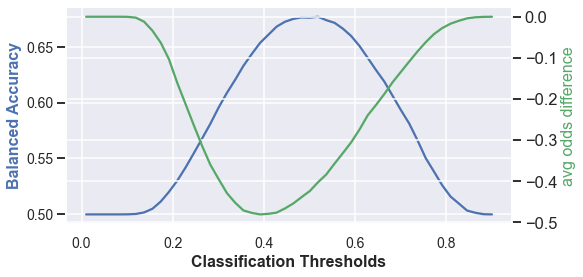 Balanced Accuracy
0.65
0.60
0.55
0.50
0.0
−0.1
−0.2
−0.3
−0.4
−0.5
avg odds difference
0.0 0.2 0.4 0.6 0.8
Classification Thresholds